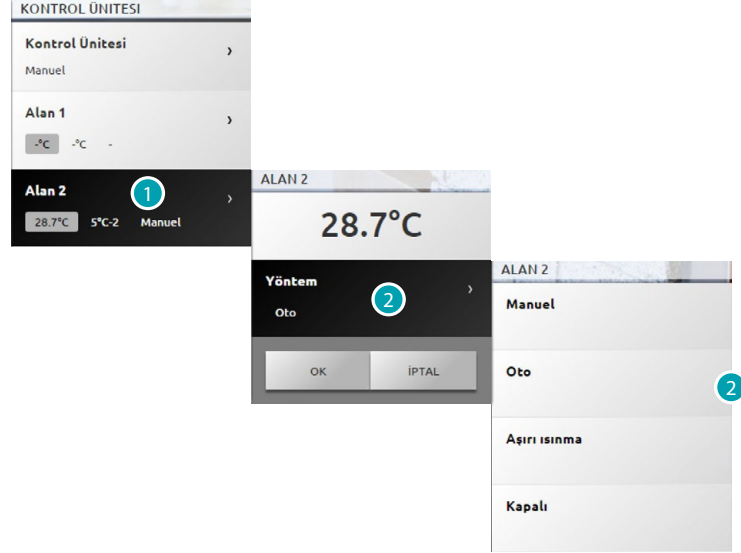 KONTROL ÜNİTESİ
Kontrol Ünitesi
Manuel
Alan 1
-°C -°C -
Alan 2
1
28.7°C 5°C-2 Manuel
ALAN 2
28.7°C
Yöntem
2
Oto
OK İPTAL
ALAN 2
Manuel
Oto
2
Aşırı ısınma
Kapalı